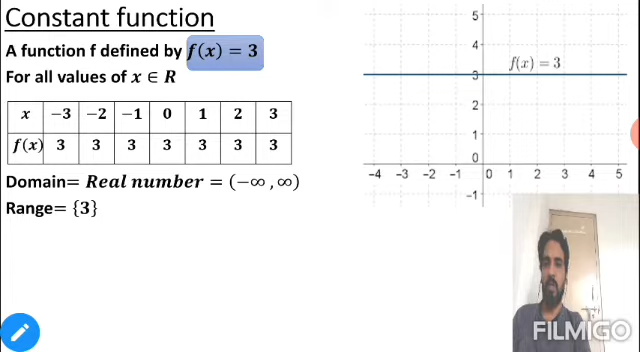 Constant function
A function f defined by f(x) = 3
For all values of x ∈ R
x −3 −2 −1 0 1 2 3
f(x) 3 3 3 3 3 3 3
Domain= Real number = (−∞ , ∞)
Range= {3}
5
4
f(x) = 3
3
2
1
0
−4 −3 −2 −1 0 1 2 3 4 5
−1
FILMIGO